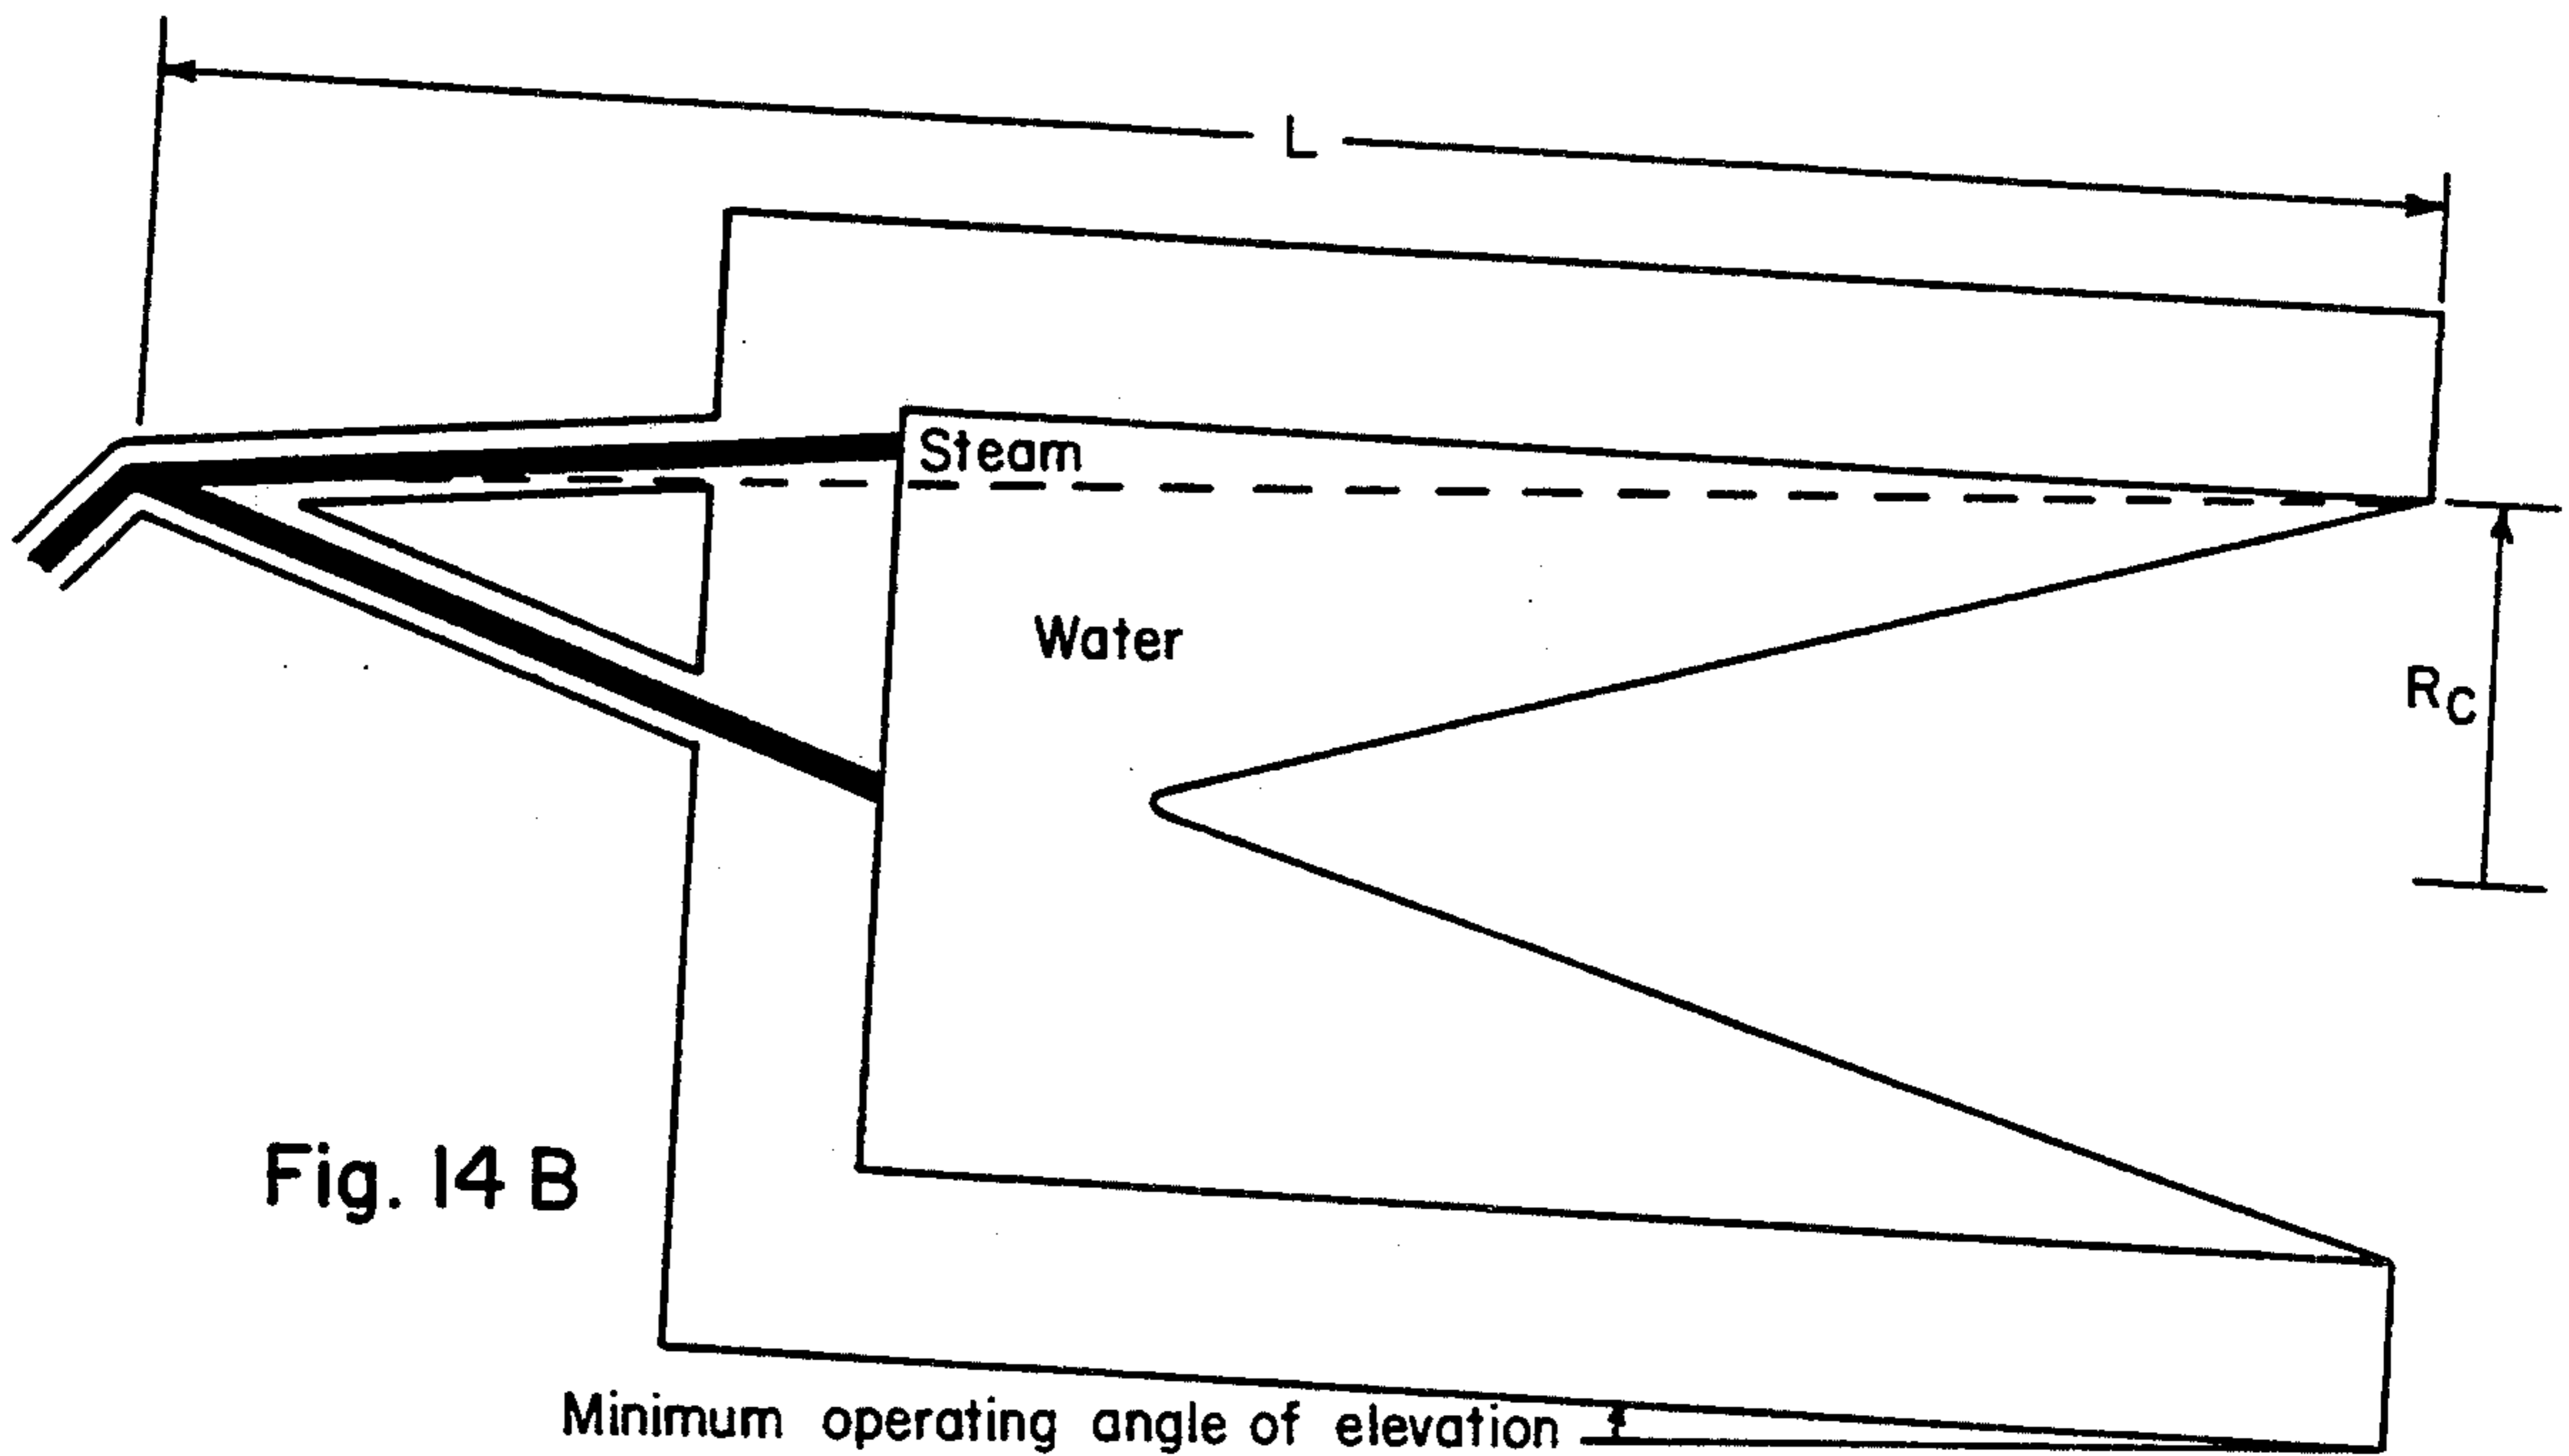 L
Steam
Water
RC
Fig. 14 B
Minimum operating angle of elevation